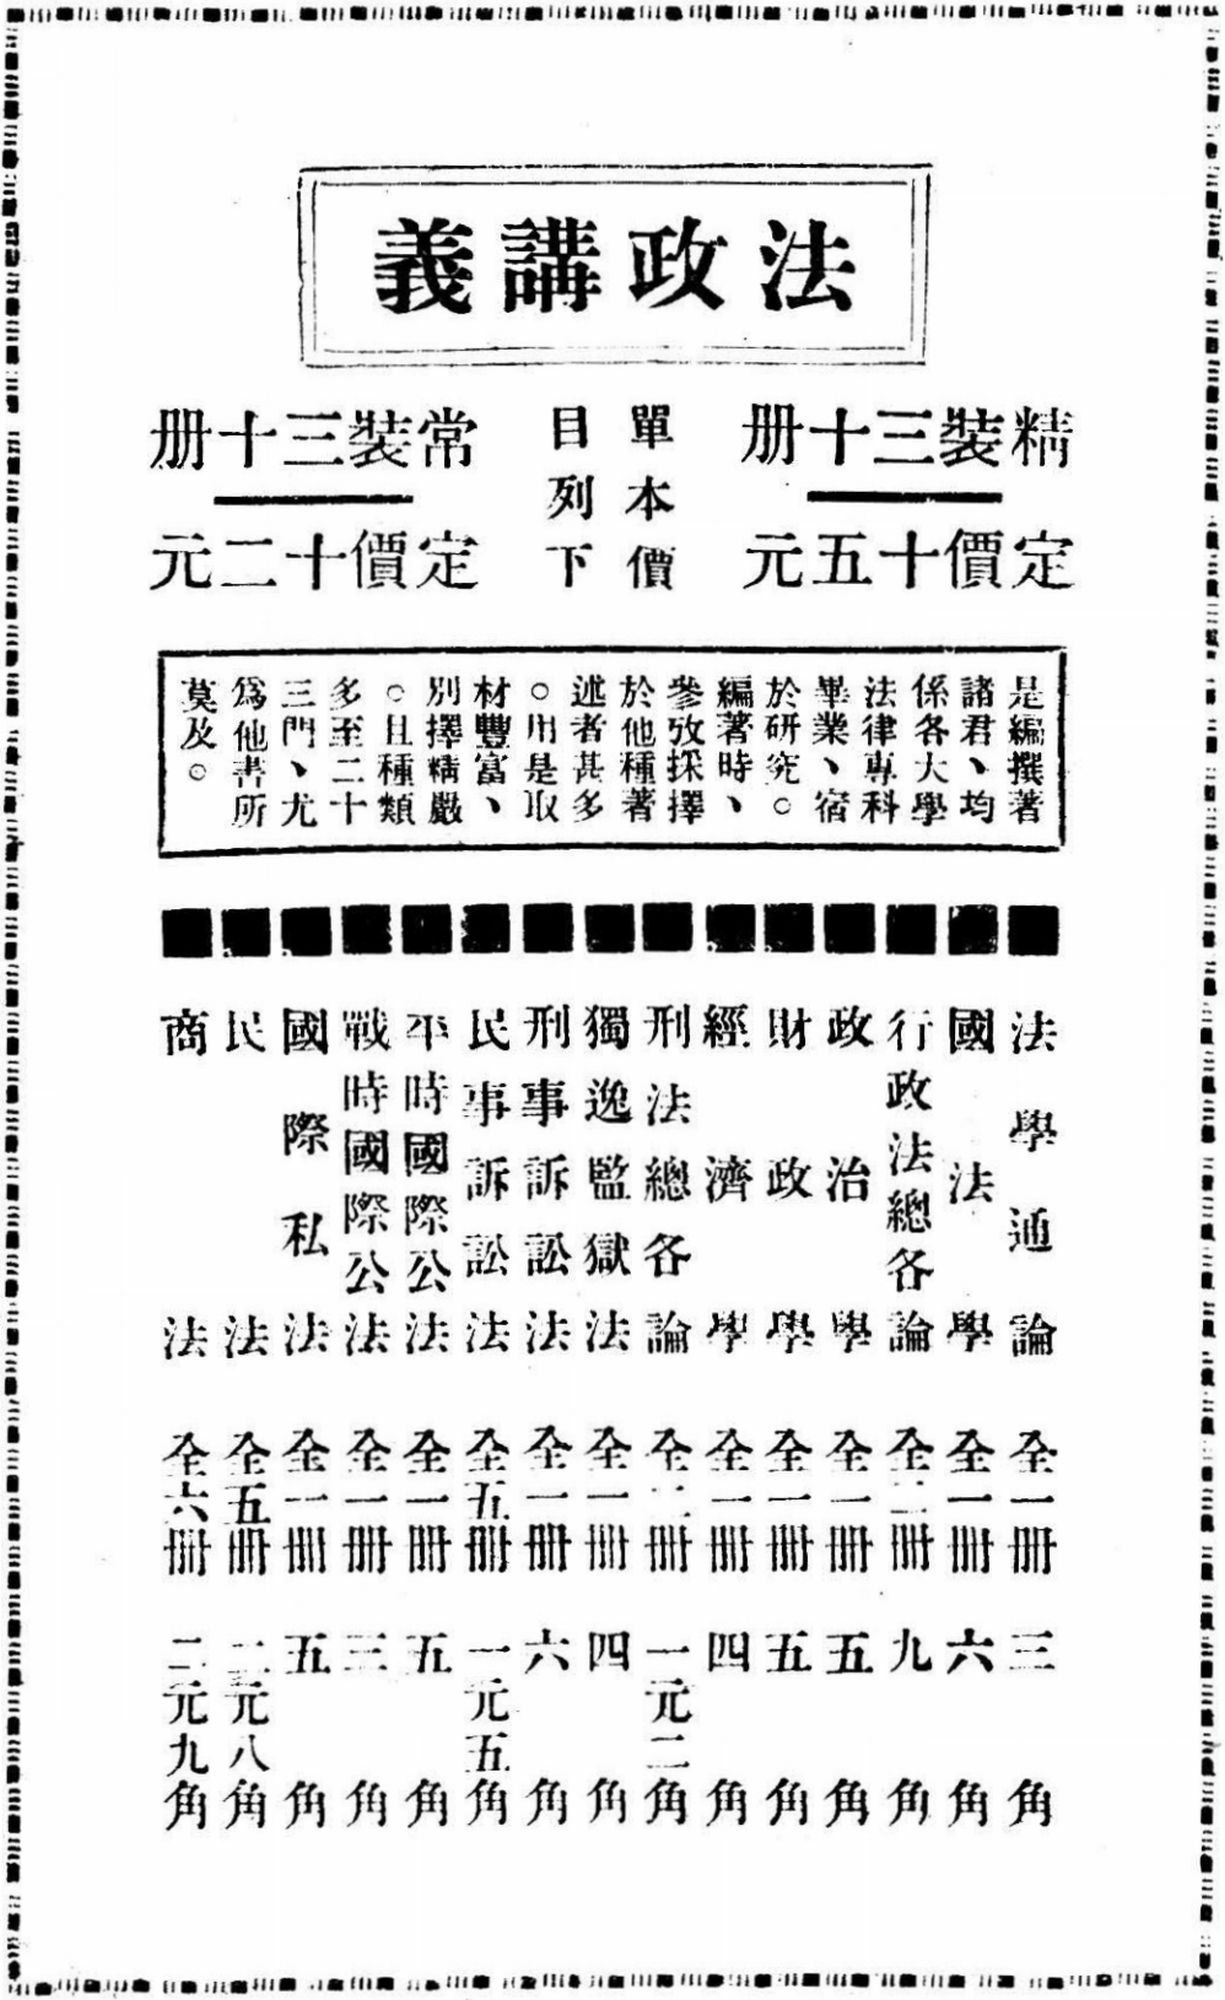 法政講義
精裝三十冊
定價十五元
單本價
目列下
常裝三十冊
定價十二元
是編撰著
諸君、均
係各大學
法律專科
畢業、宿
於研究。
編著時、
參攷採擇
於他種著
述者甚多
。用是取
材豐富、
別擇精嚴
。且種類
多至二十
三門、尤
爲他書所
莫及。
法學通論 全一冊 三角
國法學 全一冊 六角
行政法總各論 全二冊 九角
政治學 全一冊 五角
財政學 全一冊 五角
經濟學 全一冊 四角
刑法總各論 全二冊 一元二角
獨逸監獄法 全一冊 四角
刑事訴訟法 全一冊 六角
民事訴訟法 全五冊 一元五角
平時國際公法 全一冊 五角
戰時國際公法 全一冊 三角
國際私法 全一冊 五角
民法 全五冊 二元八角
商法 全六冊 二元九角